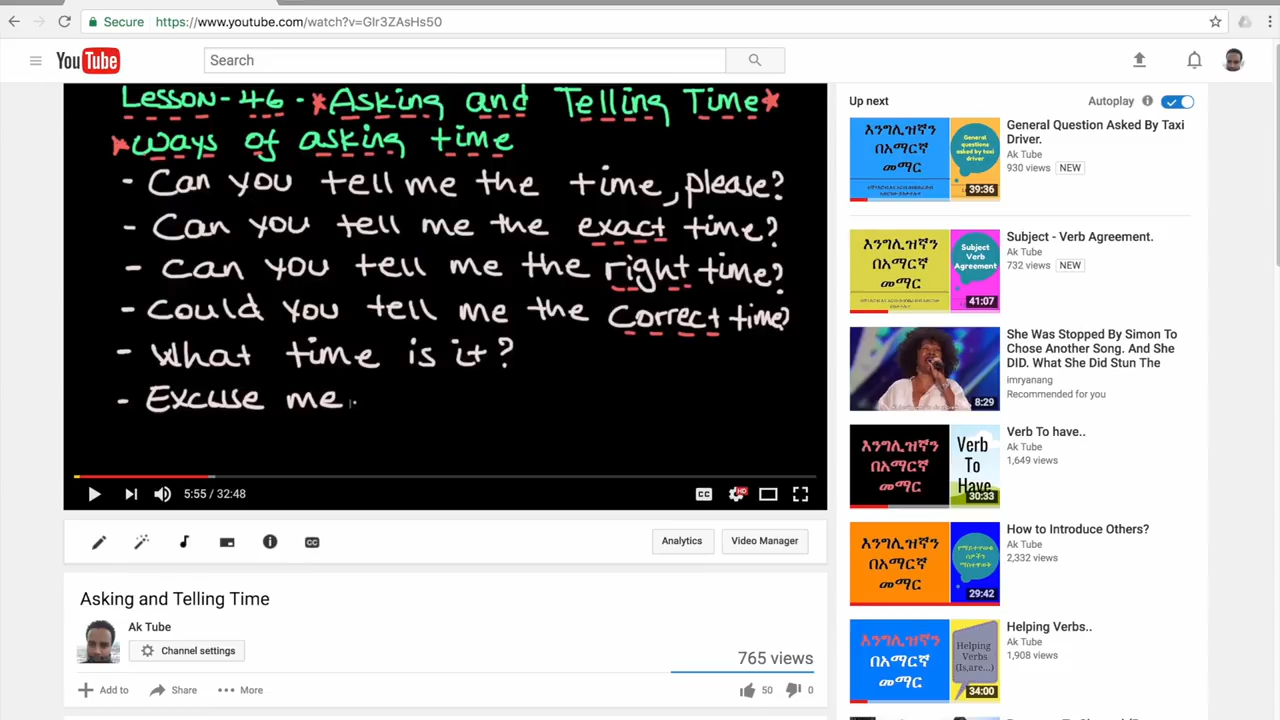 Secure https://www.youtube.com/watch?v=GIr3ZAsHs50
YouTube
Search
Lesson-46-*Asking and Telling Time*
*ways of asking time
- Can you tell me the time, please?
- Can you tell me the exact time?
- Can you tell me the right time?
- Could you tell me the correct time?
- What time is it?
- Excuse me
5:55 / 32:48
CC
HD
CC
Analytics
Video Manager
Asking and Telling Time
Ak Tube
Channel settings
765 views
Add to
Share
More
50
0
Up next
Autoplay
እንግሊዝኛን
በአማርኛ
መማር
General
questions
asked by taxi
driver
39:36
General Question Asked By Taxi
Driver.
Ak Tube
930 views NEW
እንግሊዝኛን
በአማርኛ
መማር
Subject
Verb
Agreement
41:07
Subject - Verb Agreement.
Ak Tube
732 views NEW
8:29
She Was Stopped By Simon To
Chose Another Song. And She
DID. What She Did Stun The
imryanang
Recommended for you
እንግሊዝኛን
በአማርኛ
መማር
Verb
To
Have
30:33
Verb To have..
Ak Tube
1,649 views
እንግሊዝኛን
በአማርኛ
መማር
29:42
How to Introduce Others?
Ak Tube
2,332 views
እንግሊዝኛን
በአማርኛ
መማር
Helping
Verbs
(Is,are...)
34:00
Helping Verbs..
Ak Tube
1,908 views